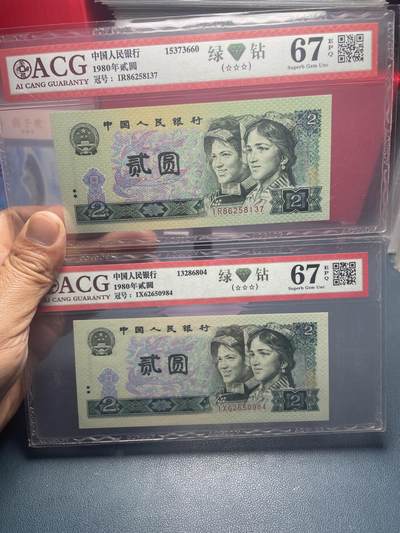 ACG
AI CANG GUARANTY
中国人民银行 15373660
1980年贰圆
冠号：IR86258137
绿 钻
(☆☆☆)
67 EPQ
Superb Gem Unc
中国人民银行
2
贰圆
IR86258137
2
ACG
AI CANG GUARANTY
中国人民银行 13286804
1980年贰圆
冠号：IX62650984
绿 钻
(☆☆☆)
67 EPQ
Superb Gem Unc
中国人民银行
2
贰圆
IX62650984
2